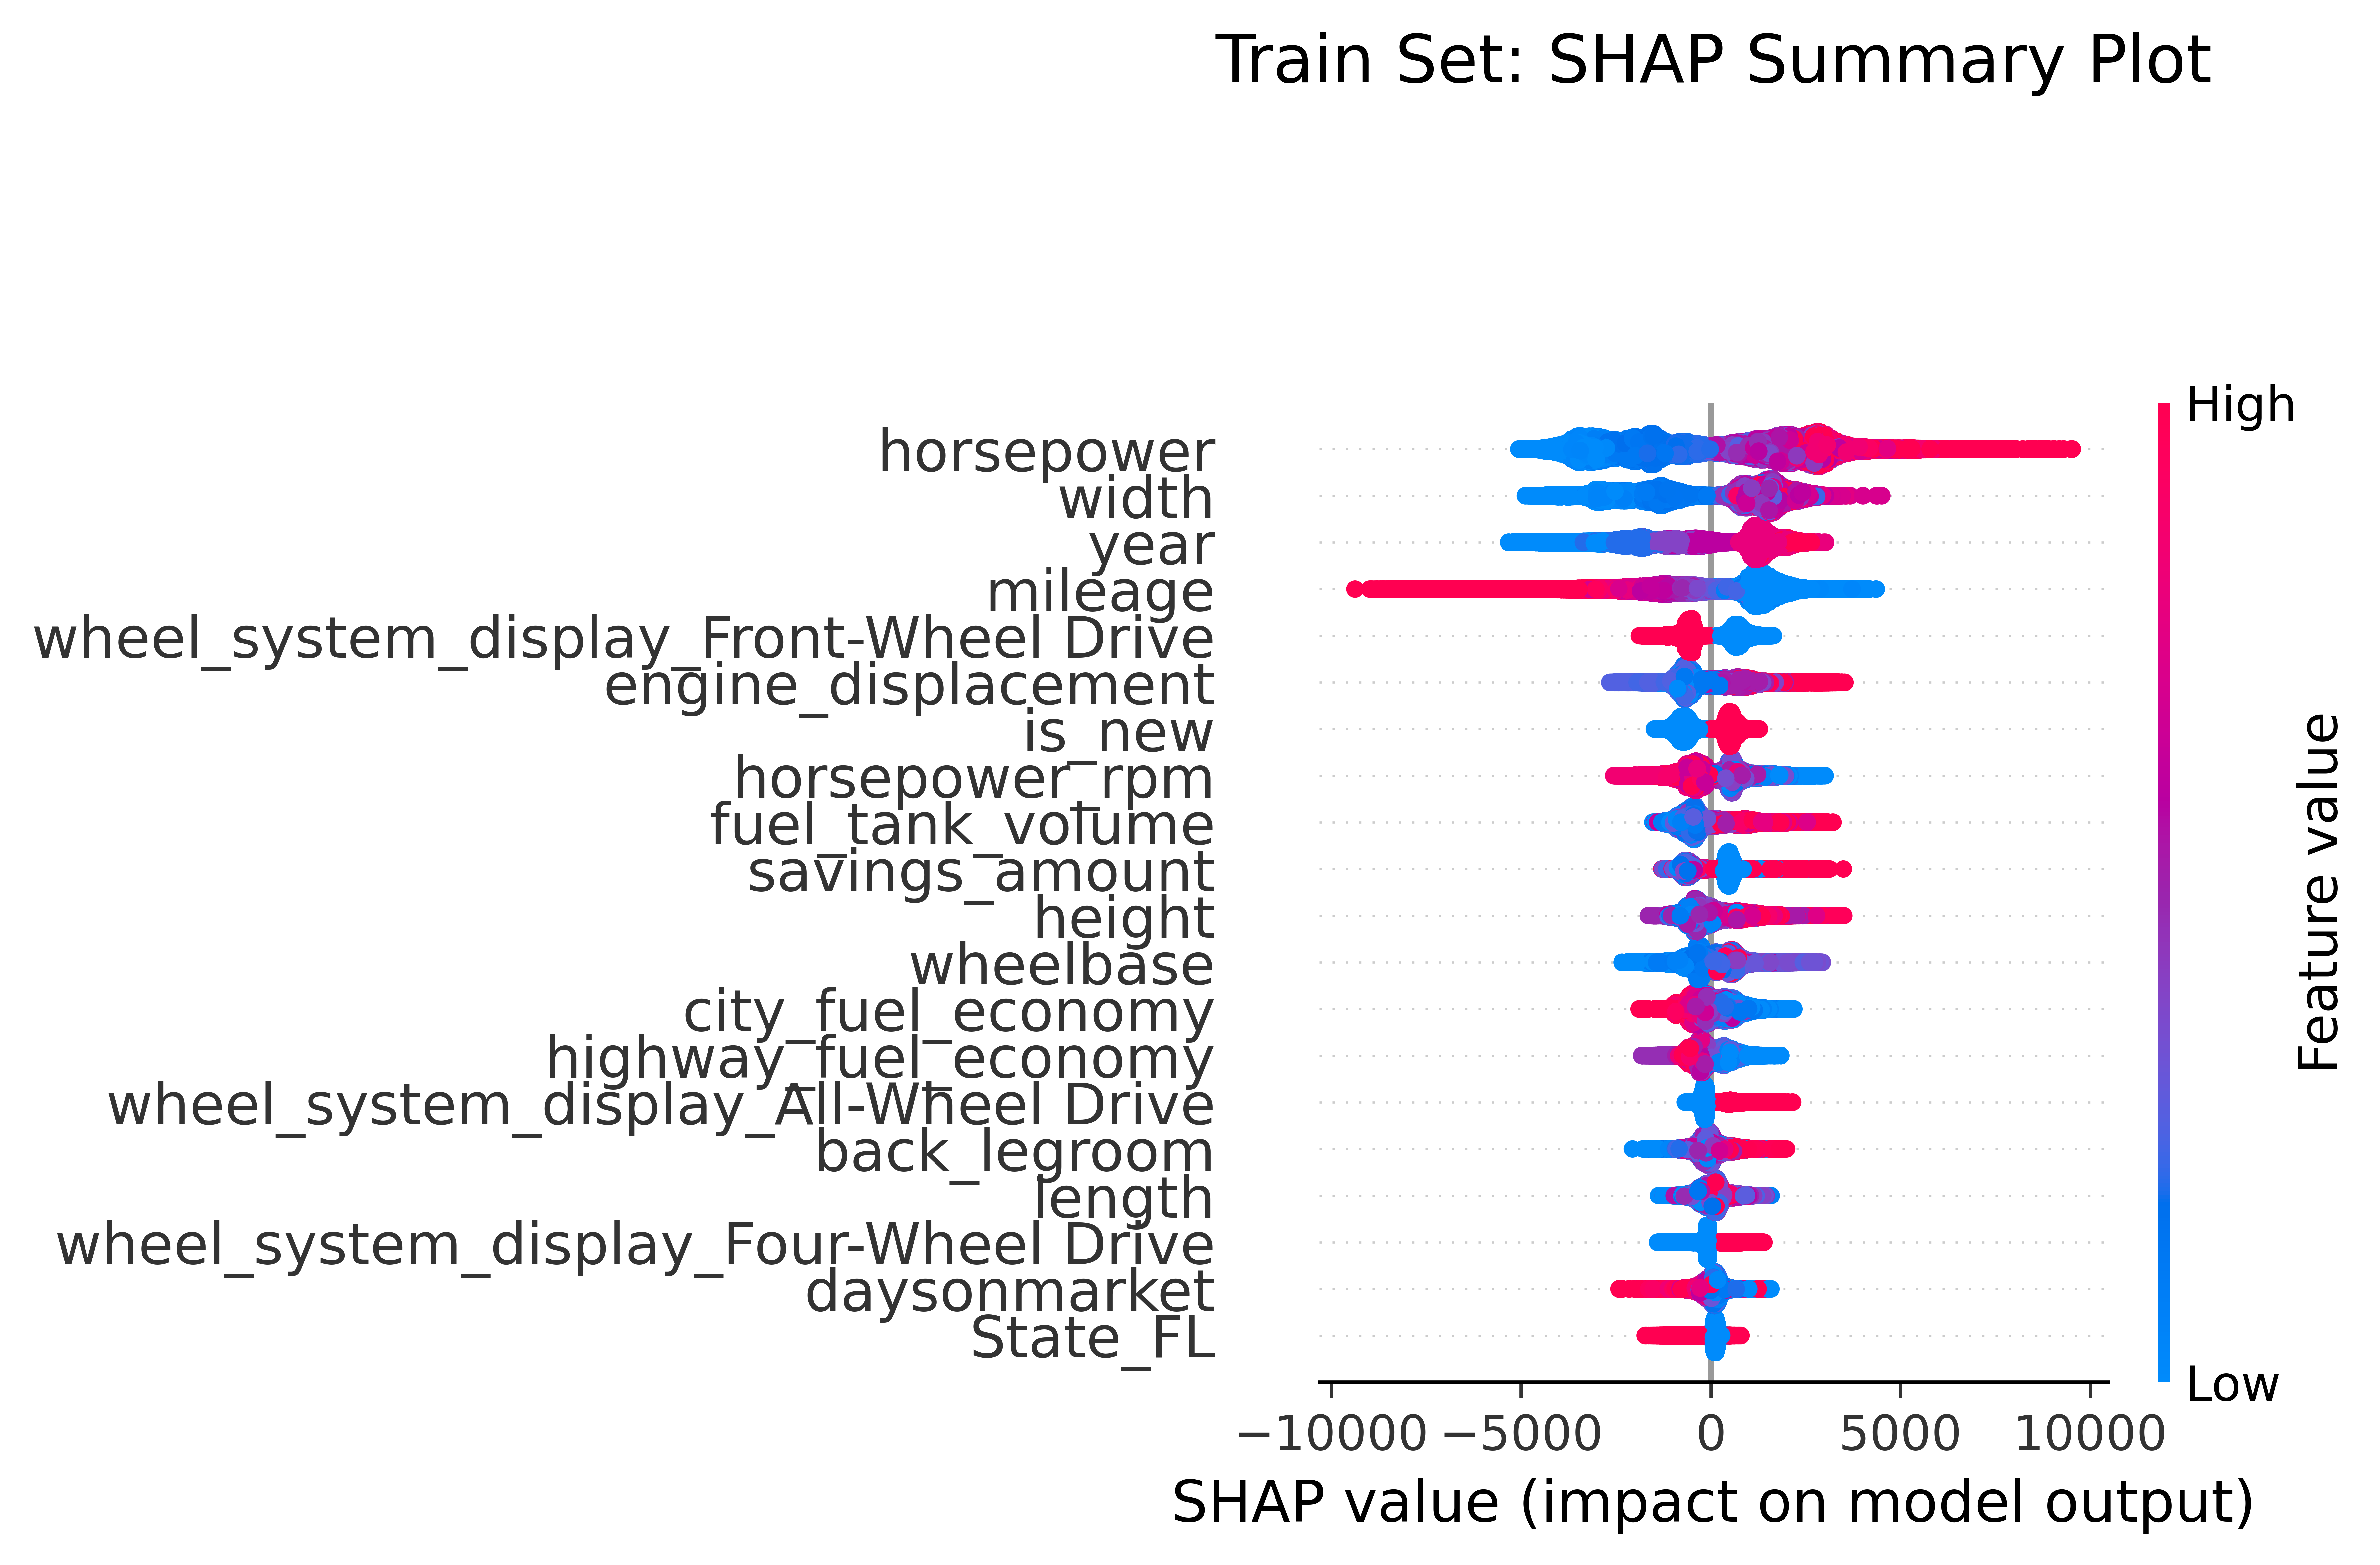 Train Set: SHAP Summary Plot
High
horsepower
width
year
mileage
wheel_system_display_Front-Wheel Drive
engine_displacement
is_new
horsepower_rpm
fuel_tank_volume
savings_amount
height
wheelbase
city_fuel_economy
highway_fuel_economy
wheel_system_display_All-Wheel Drive
back_legroom
length
wheel_system_display_Four-Wheel Drive
daysonmarket
State_FL
Feature value
Low
−10000 −5000 0 5000 10000
SHAP value (impact on model output)